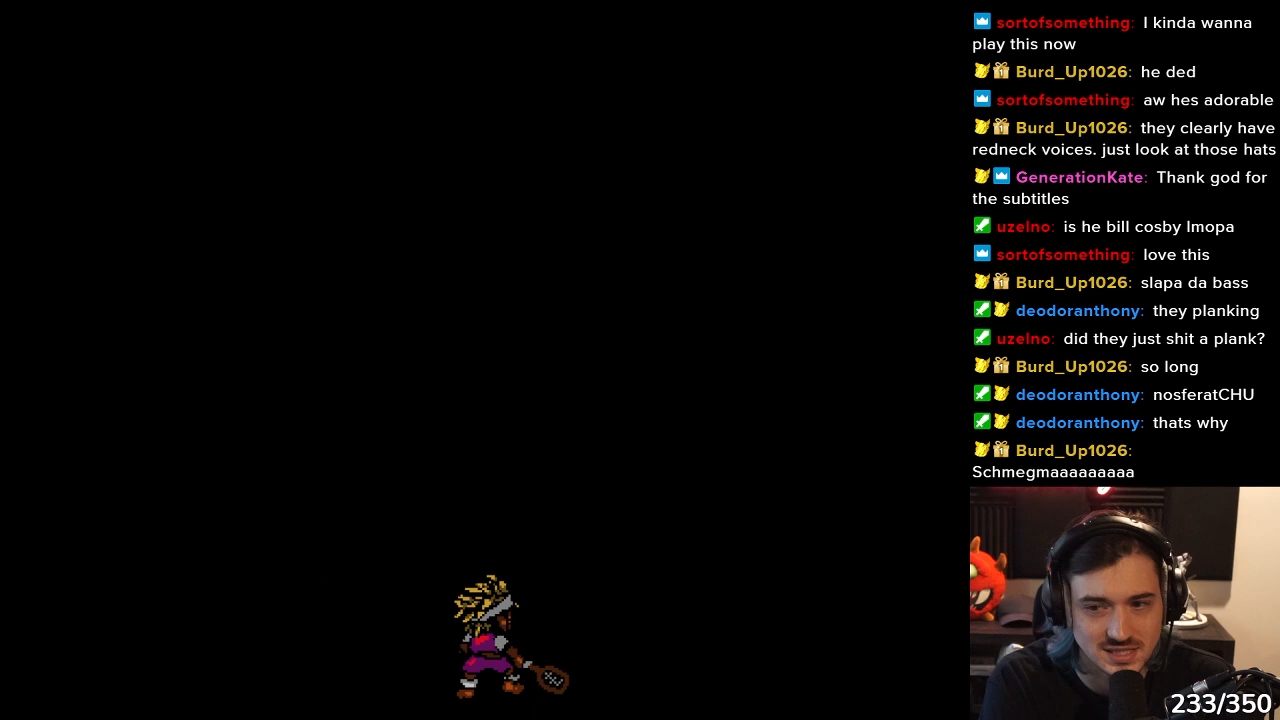 sortofsomething: I kinda wanna
play this now
Burd_Up1026: he ded
sortofsomething: aw hes adorable
Burd_Up1026: they clearly have
redneck voices. just look at those hats
GenerationKate: Thank god for
the subtitles
uzelno: is he bill cosby lmopa
sortofsomething: love this
Burd_Up1026: slapa da bass
deodoranthony: they planking
uzelno: did they just shit a plank?
Burd_Up1026: so long
deodoranthony: nosferatCHU
deodoranthony: thats why
Burd_Up1026:
Schmegmaaaaaaaaa
233/350